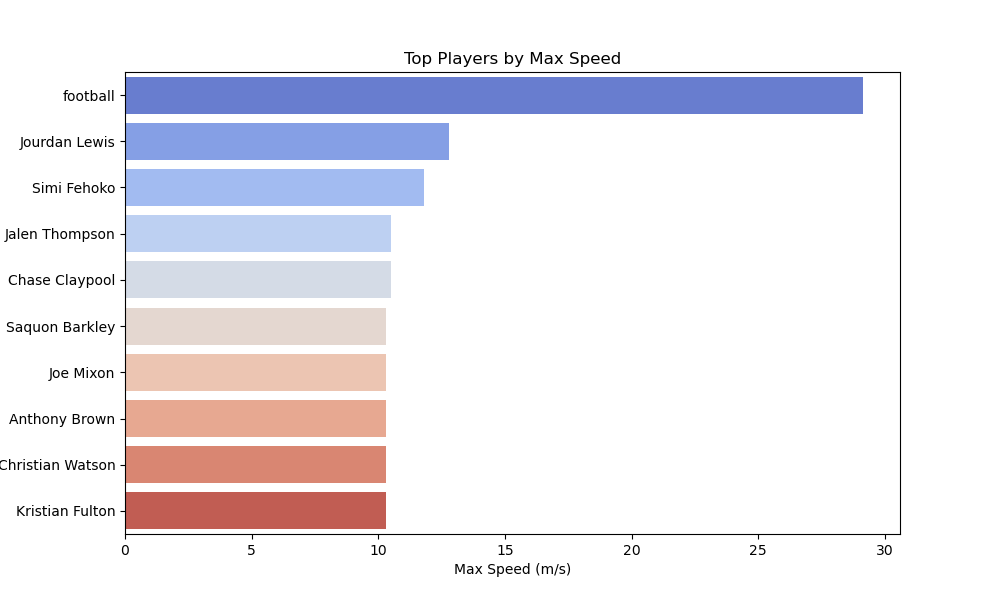 Top Players by Max Speed
football
Jourdan Lewis
Simi Fehoko
Jalen Thompson
Chase Claypool
Saquon Barkley
Joe Mixon
Anthony Brown
Christian Watson
Kristian Fulton
0 5 10 15 20 25 30
Max Speed (m/s)